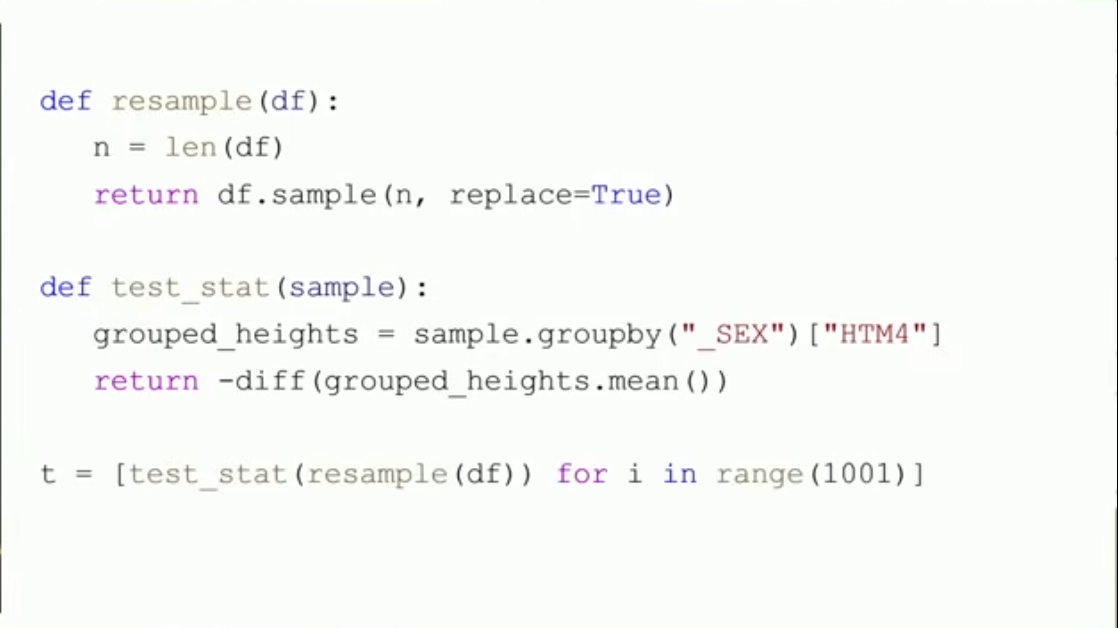 def resample(df):
n = len(df)
return df.sample(n, replace=True)
def test_stat(sample):
grouped_heights = sample.groupby("_SEX")["HTM4"]
return -diff(grouped_heights.mean())
t = [test_stat(resample(df)) for i in range(1001)]